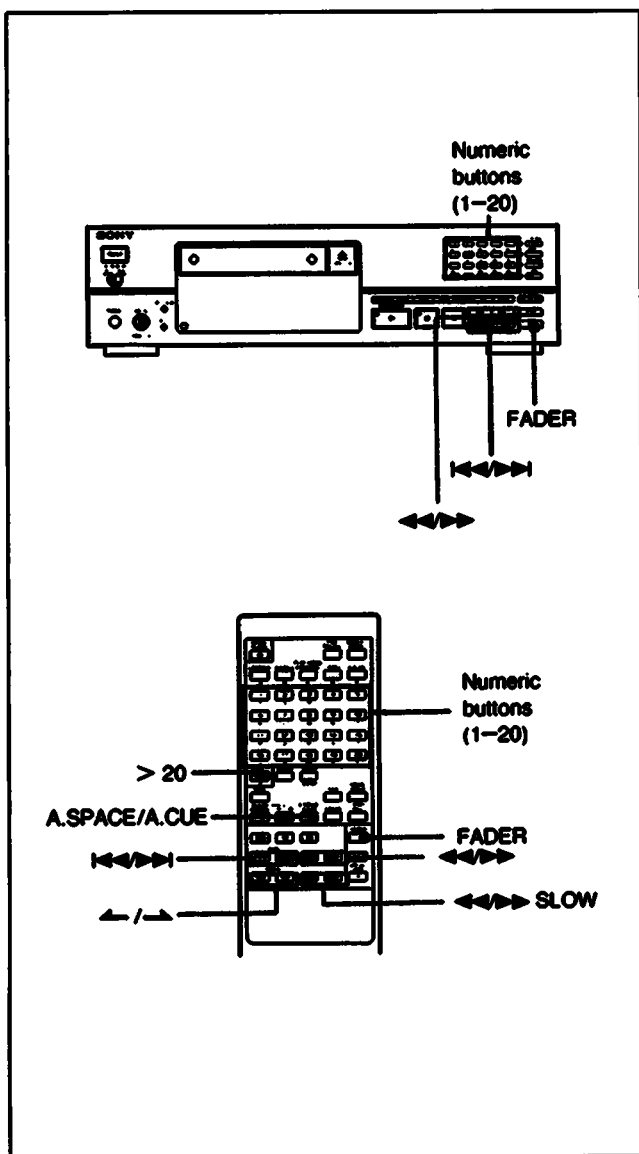 Numeric
buttons
(1−20)
SONY
FADER
⏮/⏭
◀◀/▶▶
Numeric
buttons
(1−20)
> 20
A.SPACE/A.CUE
FADER
⏮/⏭
◀◀/▶▶
↼/⇀
◀◀/▶▶ SLOW